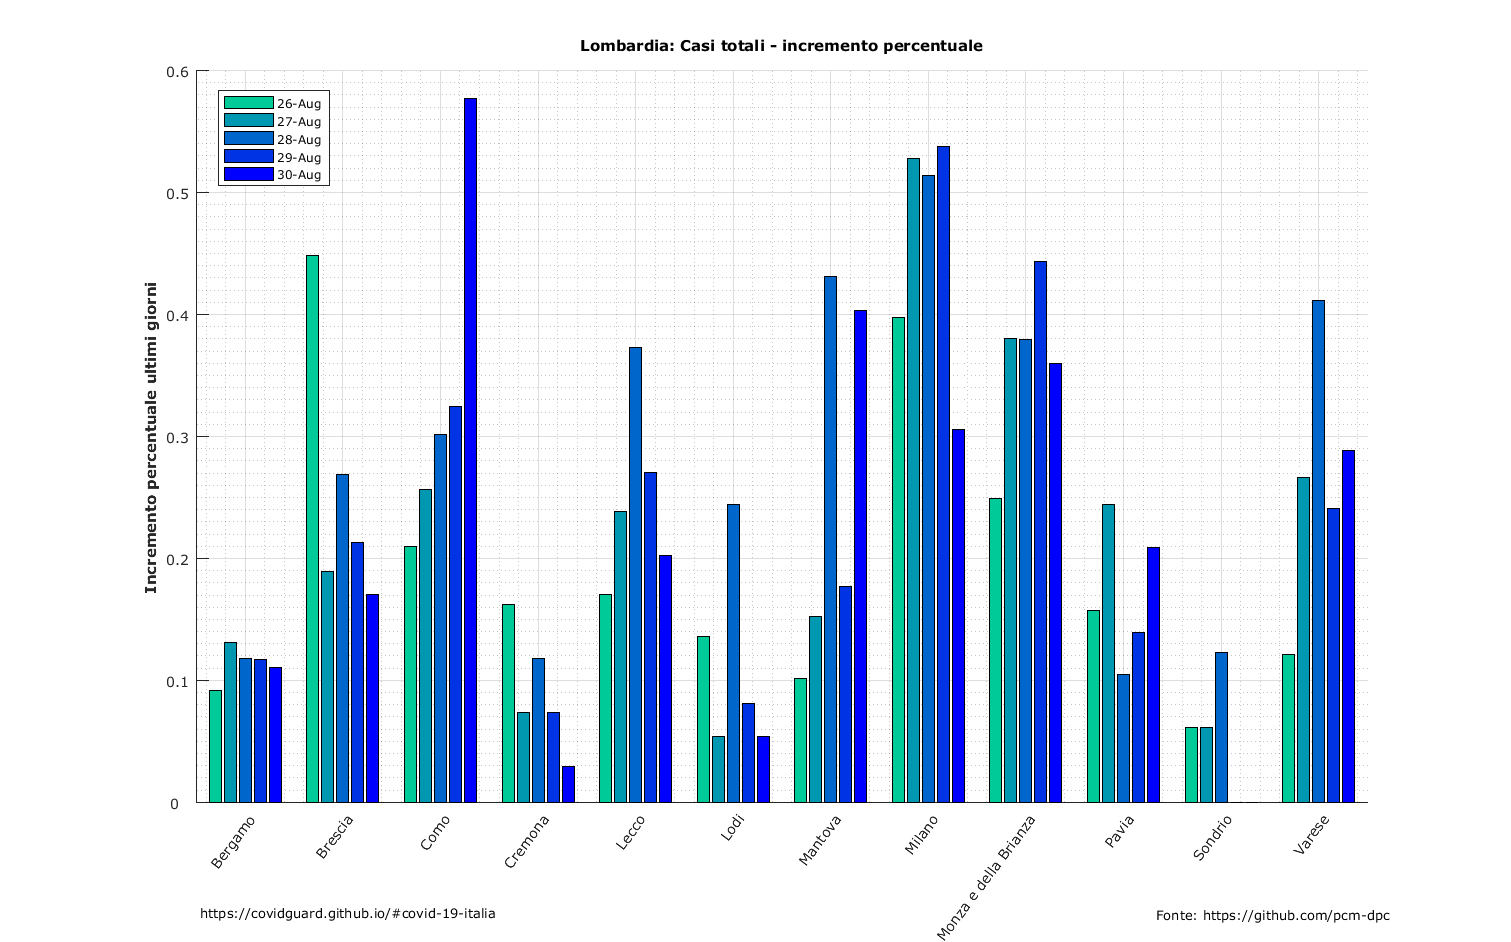 Lombardia: Casi totali - incremento percentuale
26-Aug
27-Aug
28-Aug
29-Aug
30-Aug
Incremento percentuale ultimi giorni
0.6
0.5
0.4
0.3
0.2
0.1
0
Bergamo
Brescia
Como
Cremona
Lecco
Lodi
Mantova
Milano
Monza e della Brianza
Pavia
Sondrio
Varese
https://covidguard.github.io/#covid-19-italia
Fonte: https://github.com/pcm-dpc